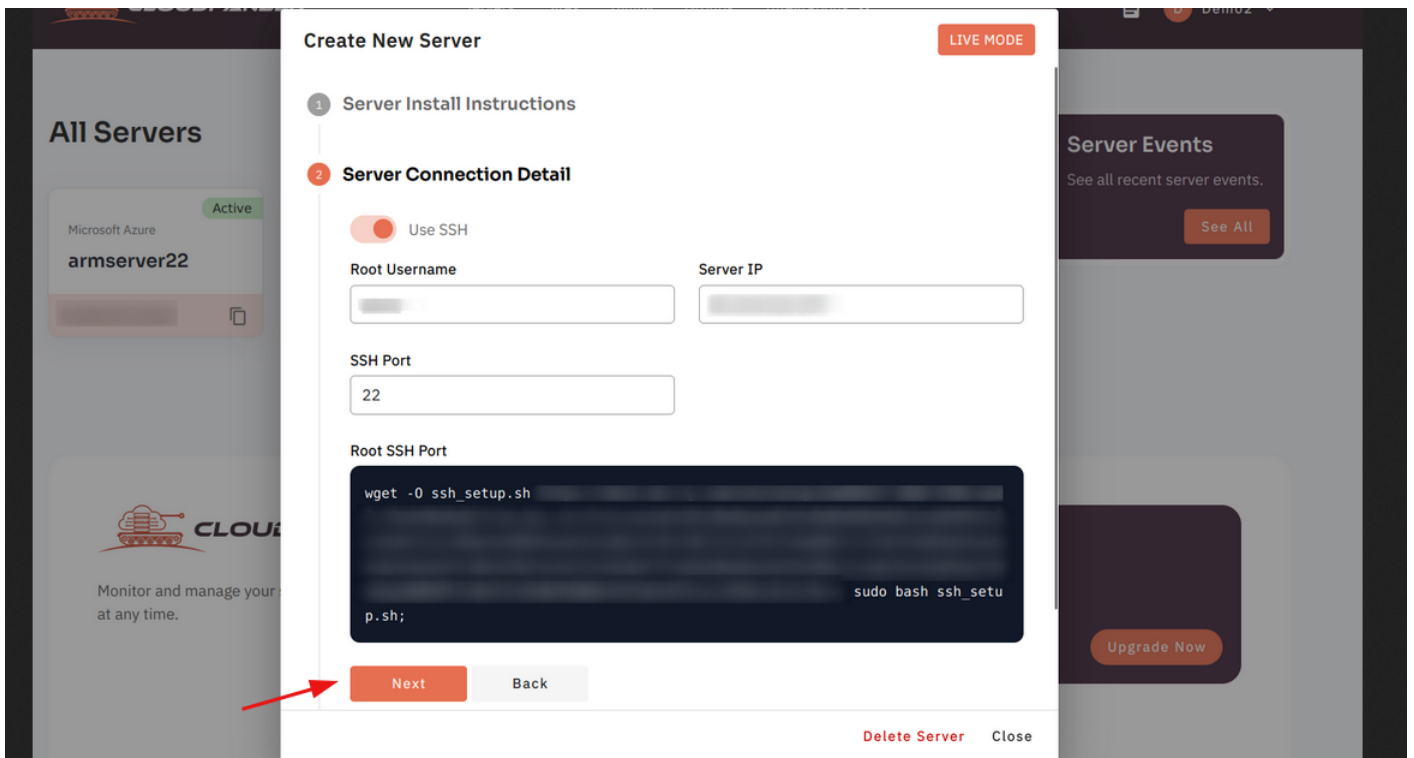 Demo2
Create New Server
LIVE MODE
1 Server Install Instructions
All Servers
Server Events
See all recent server events.
See All
2 Server Connection Detail
Active
Microsoft Azure
armserver22
Use SSH
Root Username
Server IP
SSH Port
22
Root SSH Port
wget -O ssh_setup.sh
sudo bash ssh_setu
p.sh;
CLOU
Monitor and manage your
at any time.
Upgrade Now
Next
Back
Delete Server
Close